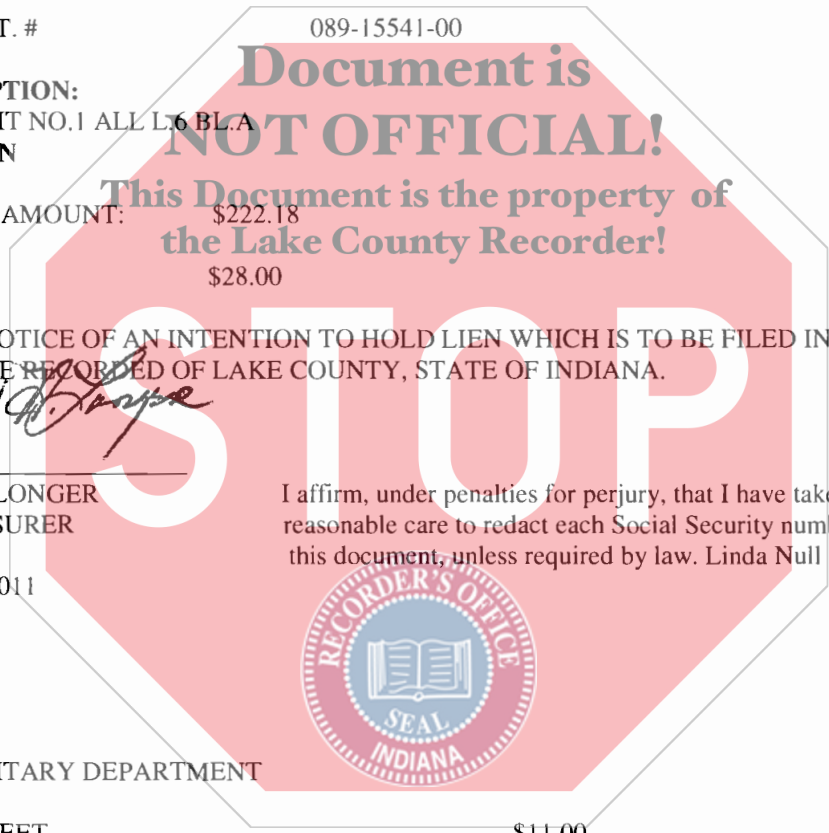 T. # 089-15541-00
Document is
PTION:
IT NO.1 ALL L.6 BL.A
NOT OFFICIAL!
N
This Document is the property of
AMOUNT: $222.18
the Lake County Recorder!
$28.00
OTICE OF AN INTENTION TO HOLD LIEN WHICH IS TO BE FILED IN
E RECORDED OF LAKE COUNTY, STATE OF INDIANA.
STOP
LONGER I affirm, under penalties for perjury, that I have take
SURER reasonable care to redact each Social Security num
this document, unless required by law. Linda Null
011
RECORDER'S OFFICE
SEAL
INDIANA
ITARY DEPARTMENT
EET $11.00